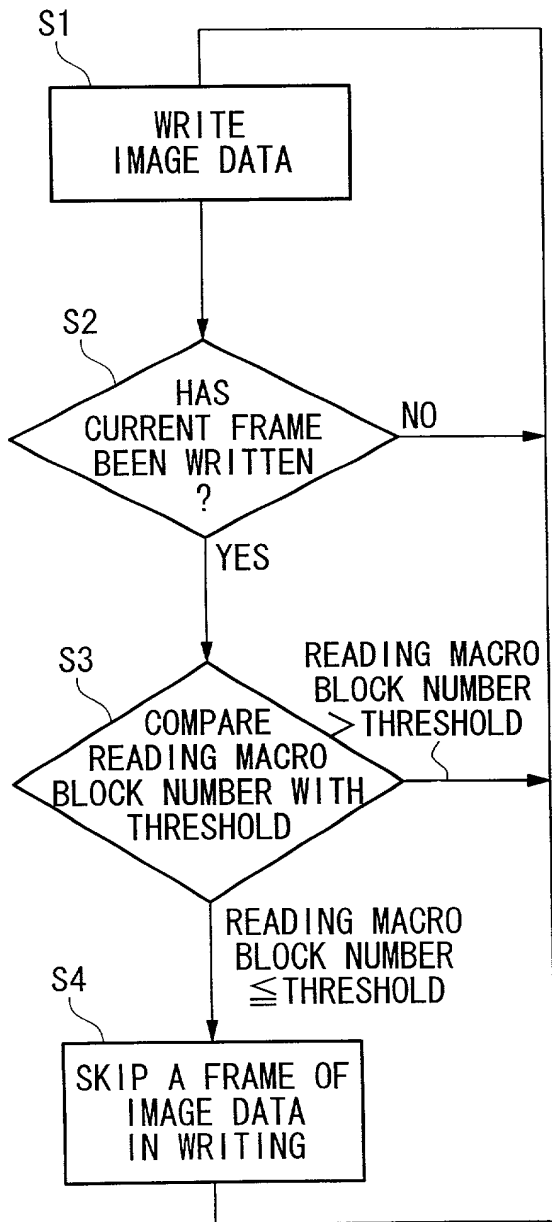 S1
WRITE
IMAGE DATA
S2
HAS
CURRENT FRAME
BEEN WRITTEN
?
NO
YES
S3
COMPARE
READING MACRO
BLOCK NUMBER WITH
THRESHOLD
READING MACRO
BLOCK NUMBER
> THRESHOLD
READING MACRO
BLOCK NUMBER
≦ THRESHOLD
S4
SKIP A FRAME OF
IMAGE DATA
IN WRITING